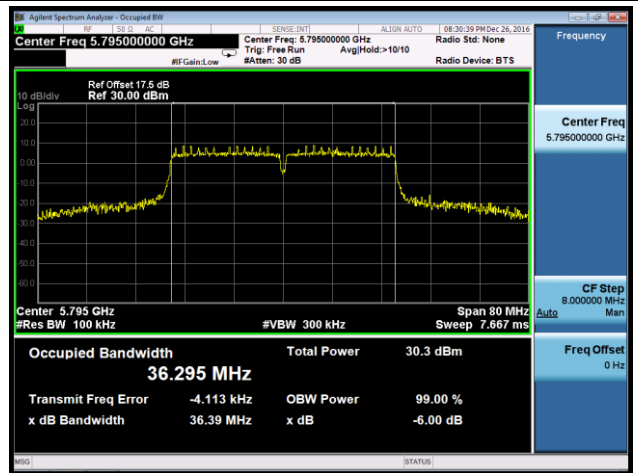 Agilent Spectrum Analyzer - Occupied BW
RF 50 Ω AC SENSE:INT ALIGN AUTO 08:30:39 PM Dec 26, 2016
Center Freq 5.795000000 GHz
Center Freq: 5.795000000 GHz Radio Std: None
Trig: Free Run Avg|Hold:>10/10
#IFGain:Low #Atten: 30 dB Radio Device: BTS
Ref Offset 17.5 dB
10 dB/div Ref 30.00 dBm
Log
20.0
10.0
0.00
-10.0
-20.0
-30.0
-40.0
-50.0
-60.0
Center 5.795 GHz Span 80 MHz
#Res BW 100 kHz #VBW 300 kHz Sweep 7.667 ms
Occupied Bandwidth Total Power 30.3 dBm
36.295 MHz
Transmit Freq Error -4.113 kHz OBW Power 99.00 %
x dB Bandwidth 36.39 MHz x dB -6.00 dB
MSG STATUS
Frequency
Center Freq
5.795000000 GHz
CF Step
8.000000 MHz
Auto Man
Freq Offset
0 Hz